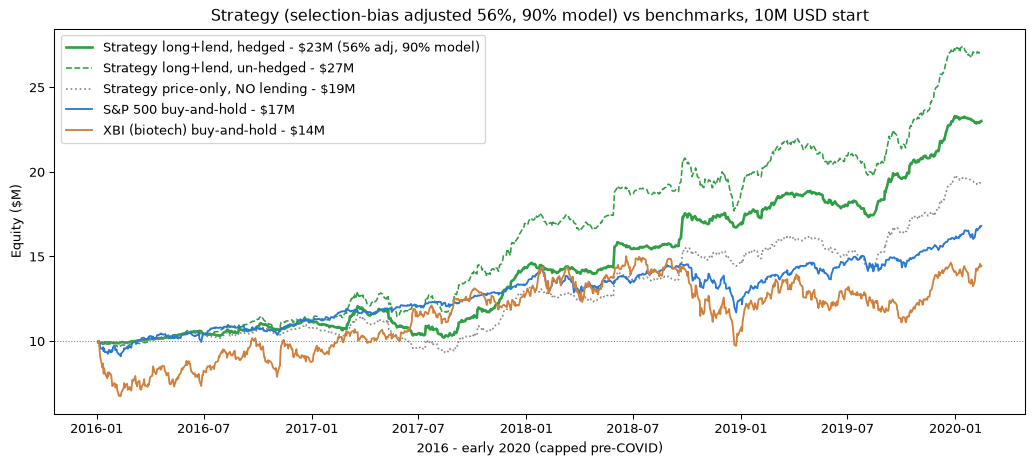 Strategy (selection-bias adjusted 56%, 90% model) vs benchmarks, 10M USD start
Strategy long+lend, hedged - $23M (56% adj, 90% model)
Strategy long+lend, un-hedged - $27M
Strategy price-only, NO lending - $19M
S&P 500 buy-and-hold - $17M
XBI (biotech) buy-and-hold - $14M
Equity ($M)
25
20
15
10
2016-01 2016-07 2017-01 2017-07 2018-01 2018-07 2019-01 2019-07 2020-01
2016 - early 2020 (capped pre-COVID)